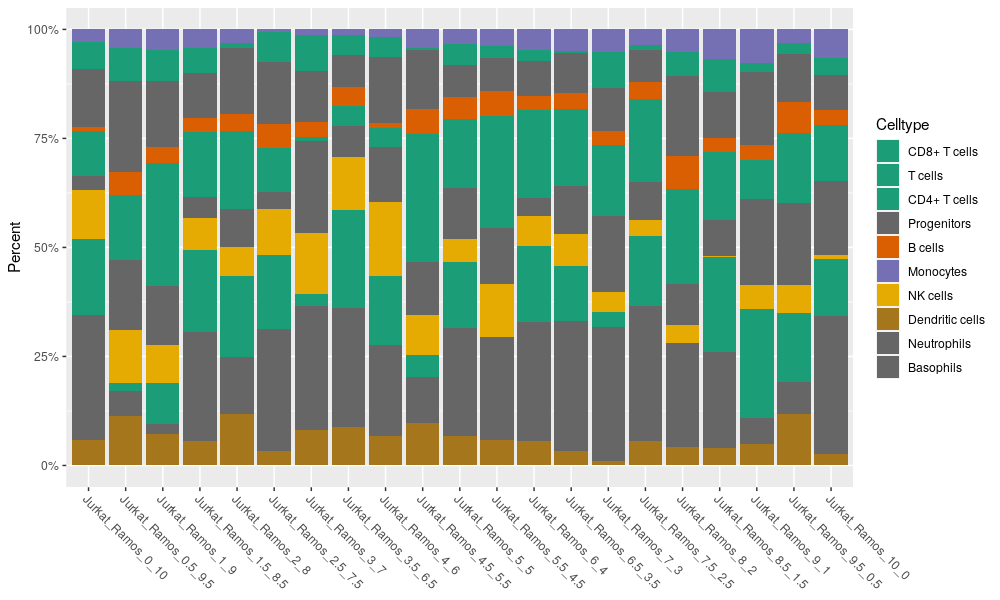 100%
75%
50%
25%
0%
Percent
Jurkat_Ramos_0_10
Jurkat_Ramos_05_9.5
Jurkat_Ramos_1_9
Jurkat_Ramos_1.5_8.5
Jurkat_Ramos_2_8
Jurkat_Ramos_2.5_7.5
Jurkat_Ramos_3_7
Jurkat_Ramos_3.5_6.5
Jurkat_Ramos_4_6
Jurkat_Ramos_4.5_5.5
Jurkat_Ramos_5_5
Jurkat_Ramos_5.5_4.5
Jurkat_Ramos_6_4
Jurkat_Ramos_6.5_3.5
Jurkat_Ramos_7_3
Jurkat_Ramos_7.5_2.5
Jurkat_Ramos_8_2
Jurkat_Ramos_8.5_1.5
Jurkat_Ramos_9_1
Jurkat_Ramos_9.5_0.5
Jurkat_Ramos_10_0
Celltype
CD8+ T cells
T cells
CD4+ T cells
Progenitors
B cells
Monocytes
NK cells
Dendritic cells
Neutrophils
Basophils